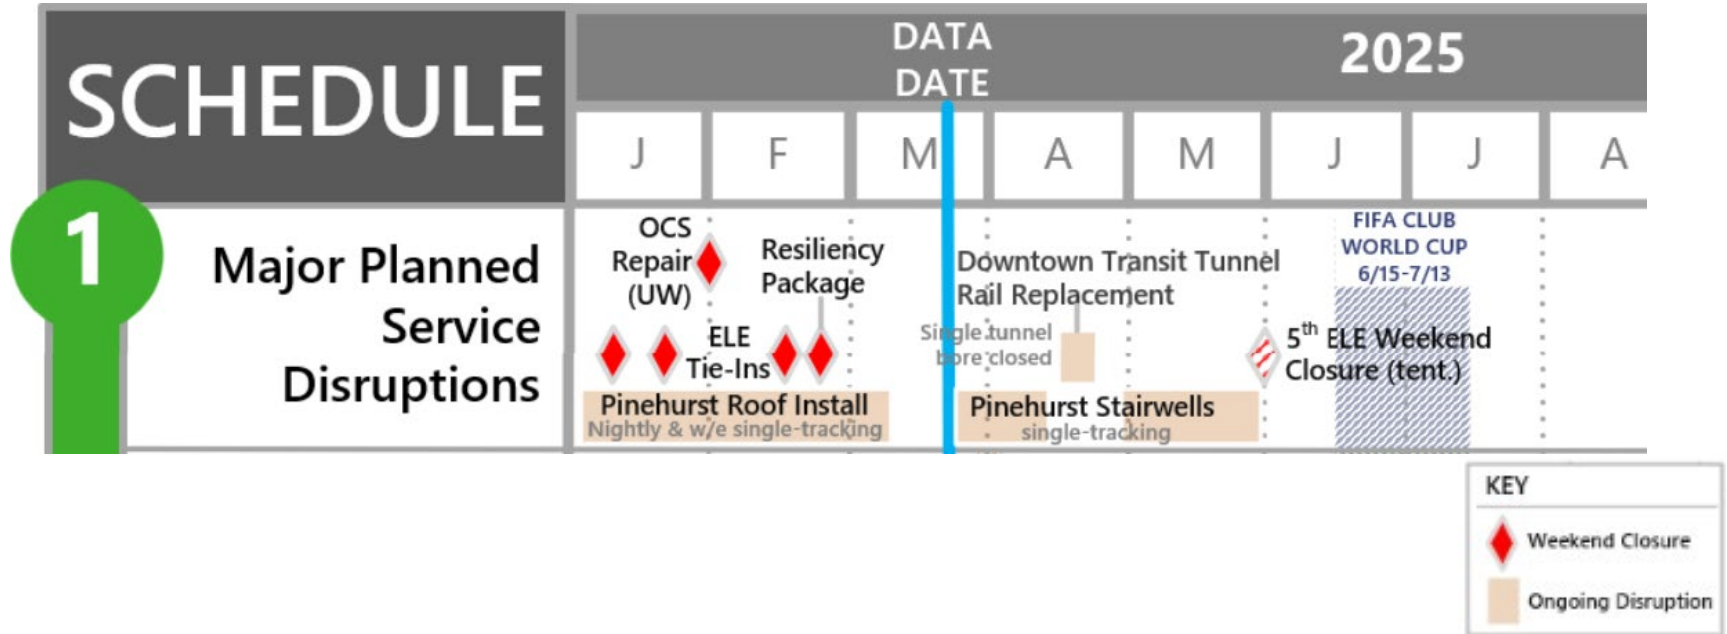 SCHEDULE
DATA
DATE
2025
J F M A M J J A
1
Major Planned
Service
Disruptions
OCS
Repair
(UW)
Resiliency
Package
ELE
Tie-Ins
Pinehurst Roof Install
Nightly & w/e single-tracking
Downtown Transit Tunnel
Rail Replacement
Single tunnel
bore closed
Pinehurst Stairwells
single-tracking
5th ELE Weekend
Closure (tent.)
FIFA CLUB
WORLD CUP
6/15-7/13
KEY
Weekend Closure
Ongoing Disruption